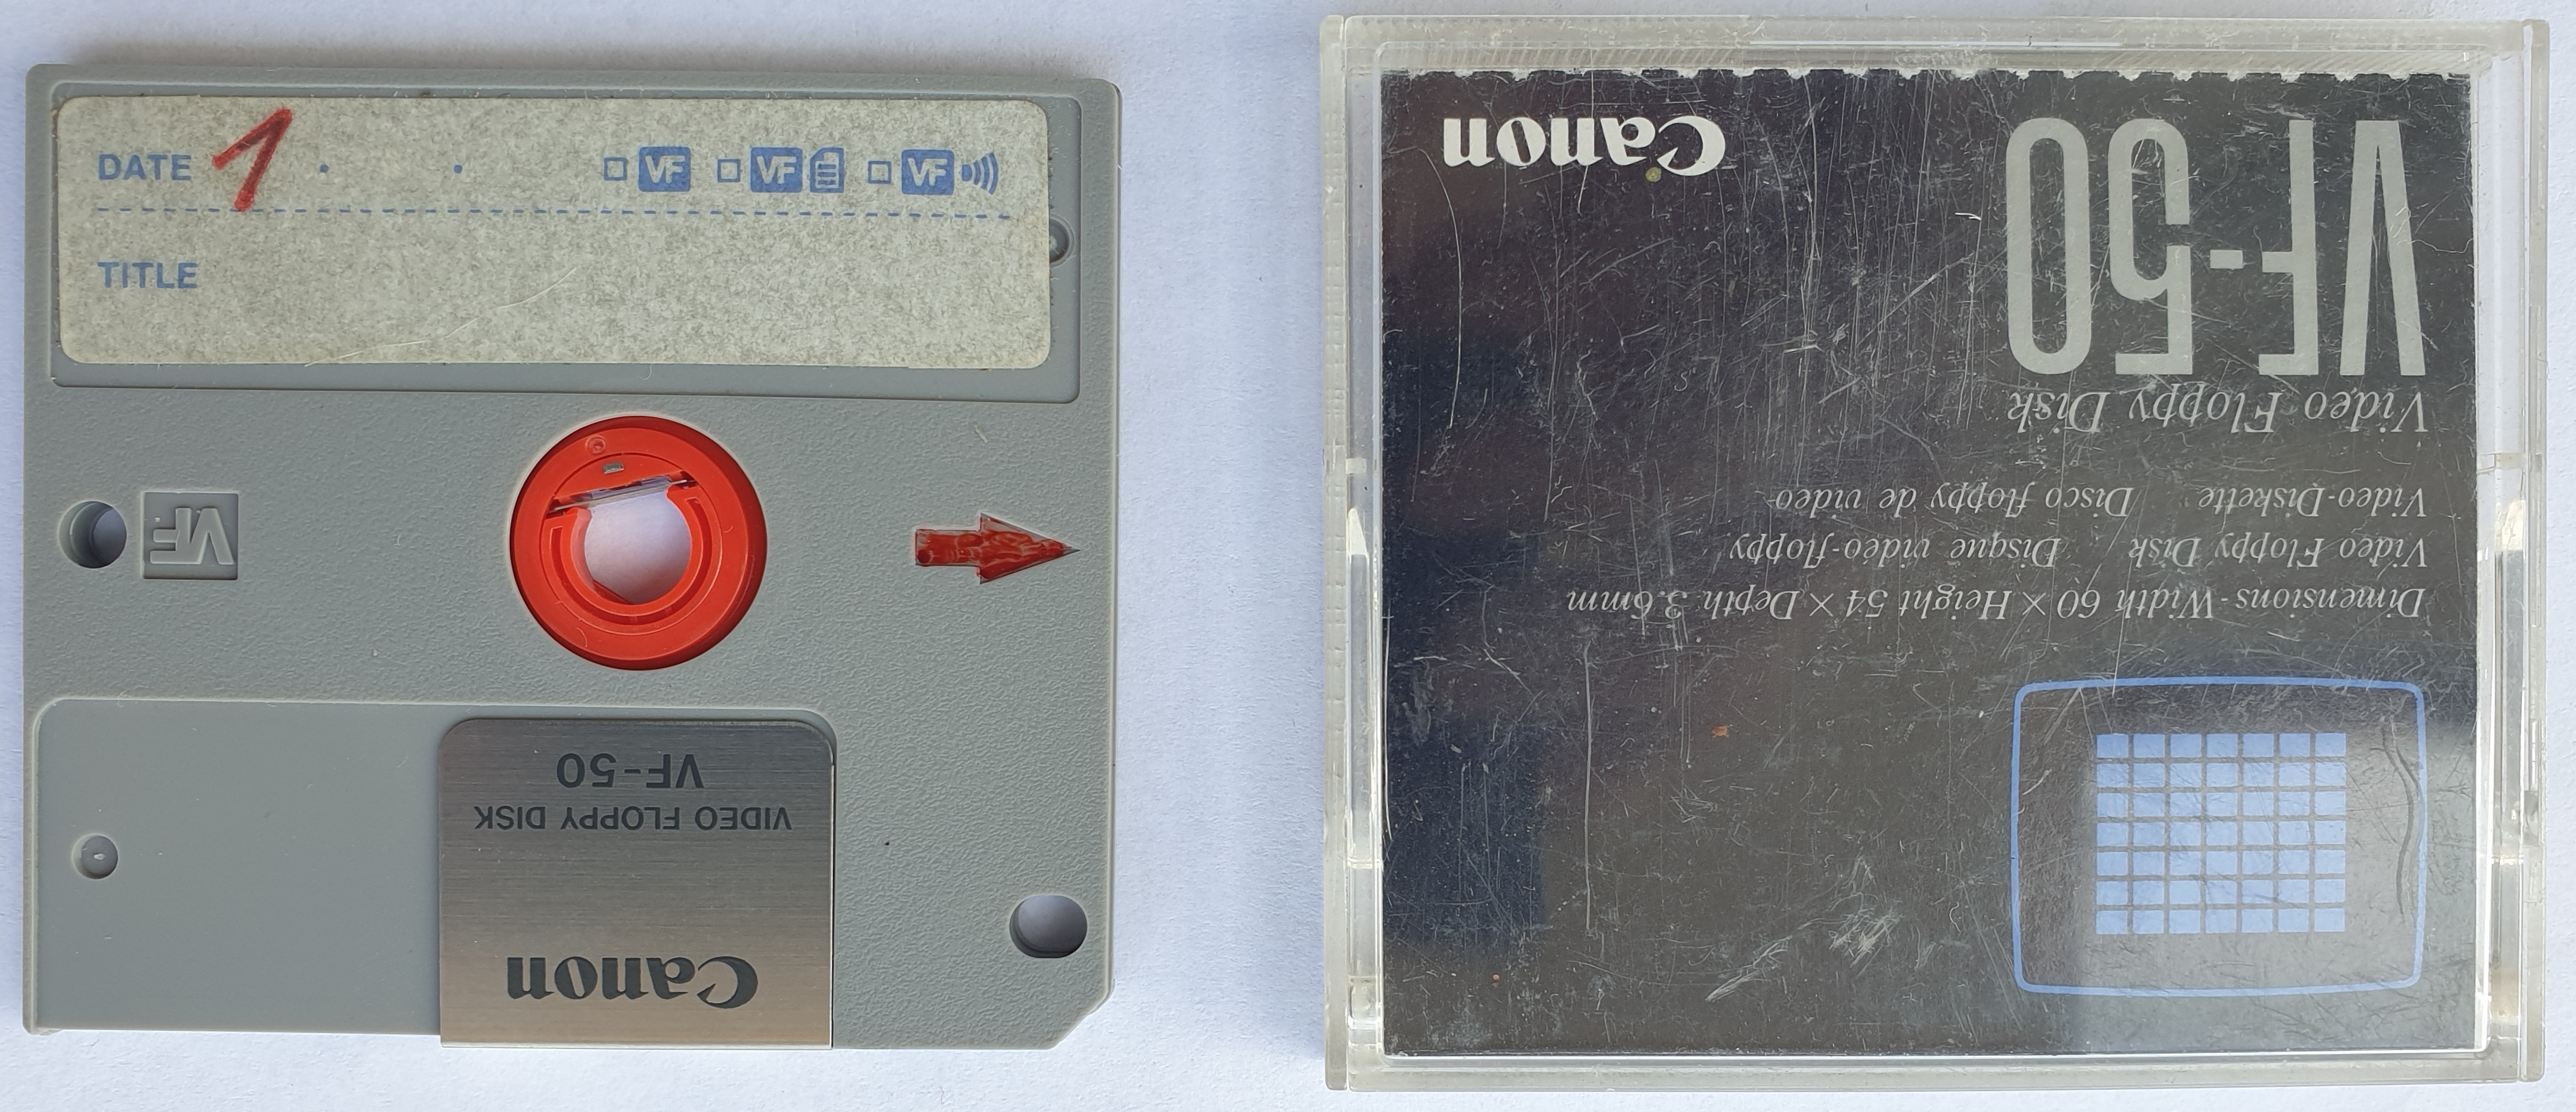 DATE 1 . . VF VF VF
TITLE
VF
Canon
VIDEO FLOPPY DISK
VF-50
Dimensions-Width 60 × Height 54 × Depth 3.6mm
Video Floppy Disk Disque vidéo-floppy
Video-Diskette Disco floppy de video
Video Floppy Disk
VF-50
Canon